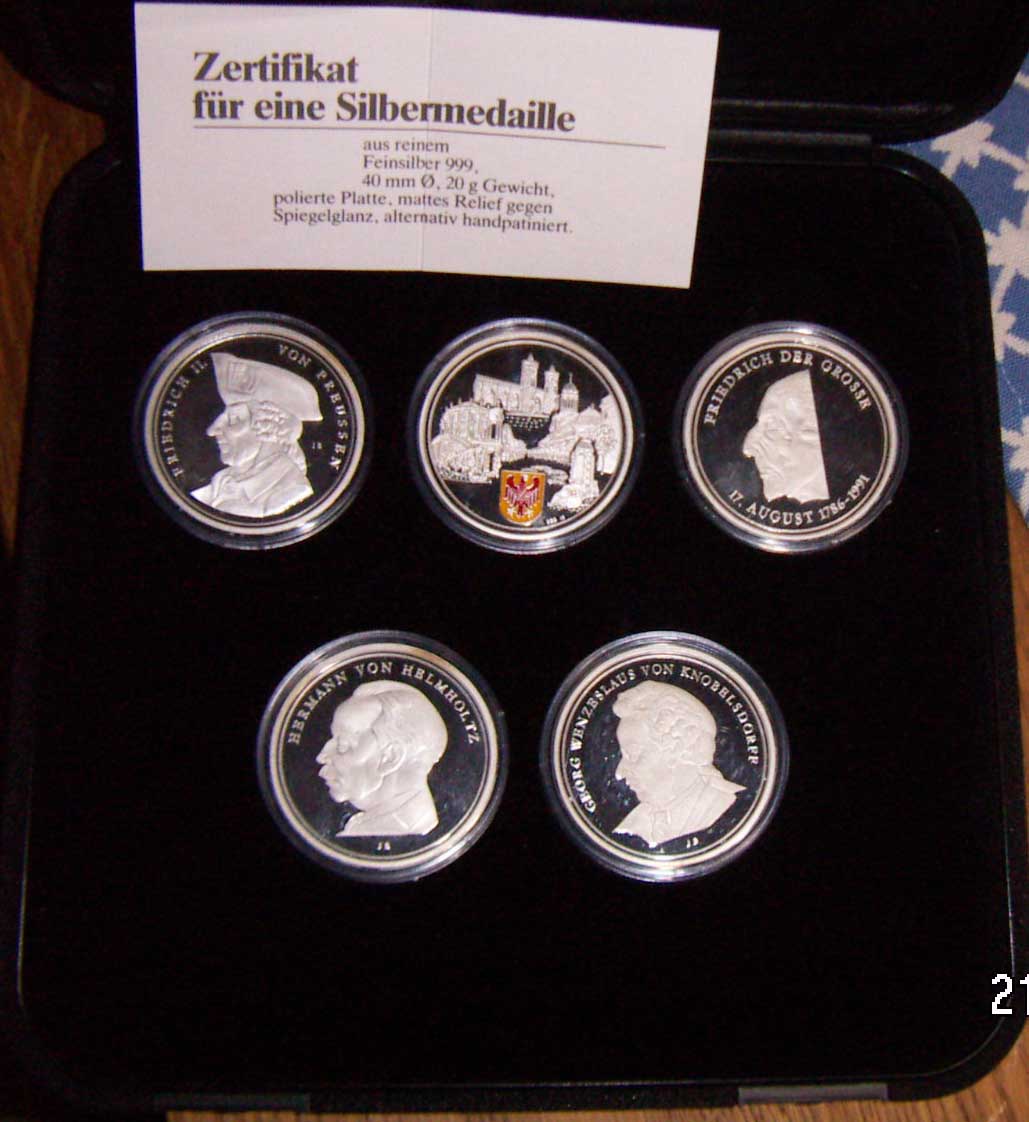 Zertifikat
für eine Silbermedaille
aus reinem
Feinsilber 999,
40 mm Ø, 20 g Gewicht,
polierte Platte, mattes Relief gegen
Spiegelglanz, alternativ handpatiniert.
FRIEDRICH II. VON PREUSSEN
FRIEDRICH DER GROSSE
17. AUGUST 1786-1991
HERMANN VON HELMHOLTZ
GEORG WENZESLAUS VON KNOBELSDORFF
21